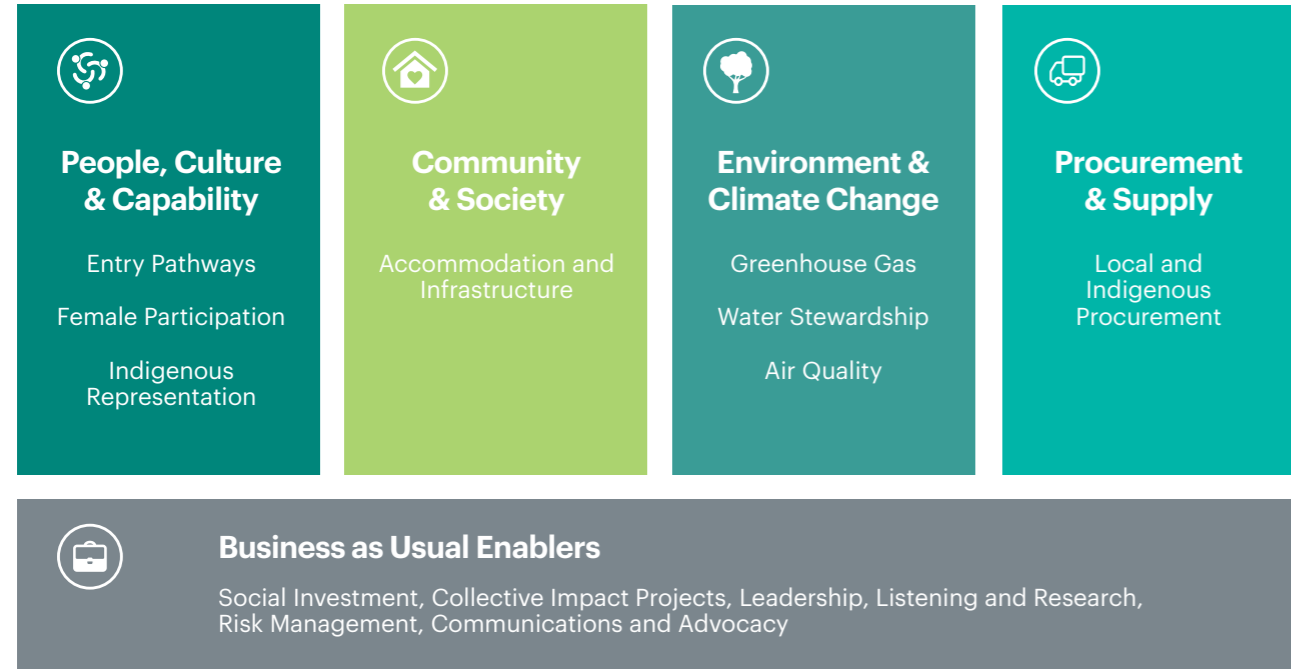 People, Culture
& Capability
Entry Pathways
Female Participation
Indigenous
Representation
Community
& Society
Accommodation and
Infrastructure
Environment &
Climate Change
Greenhouse Gas
Water Stewardship
Air Quality
Procurement
& Supply
Local and
Indigenous
Procurement
Business as Usual Enablers
Social Investment, Collective Impact Projects, Leadership, Listening and Research,
Risk Management, Communications and Advocacy